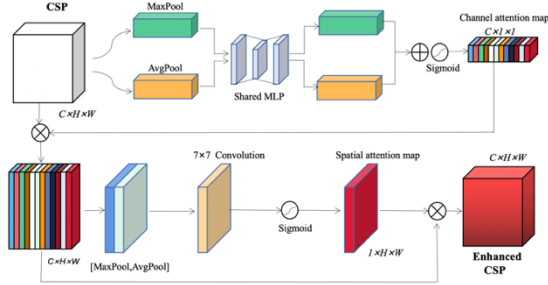 CSP
MaxPool
Channel attention map
C×1×1
AvgPool
Shared MLP
Sigmoid
C×H×W
7×7 Convolution
Spatial attention map
C×H×W
Sigmoid
C×H×W
[MaxPool,AvgPool]
1×H×W
Enhanced
CSP